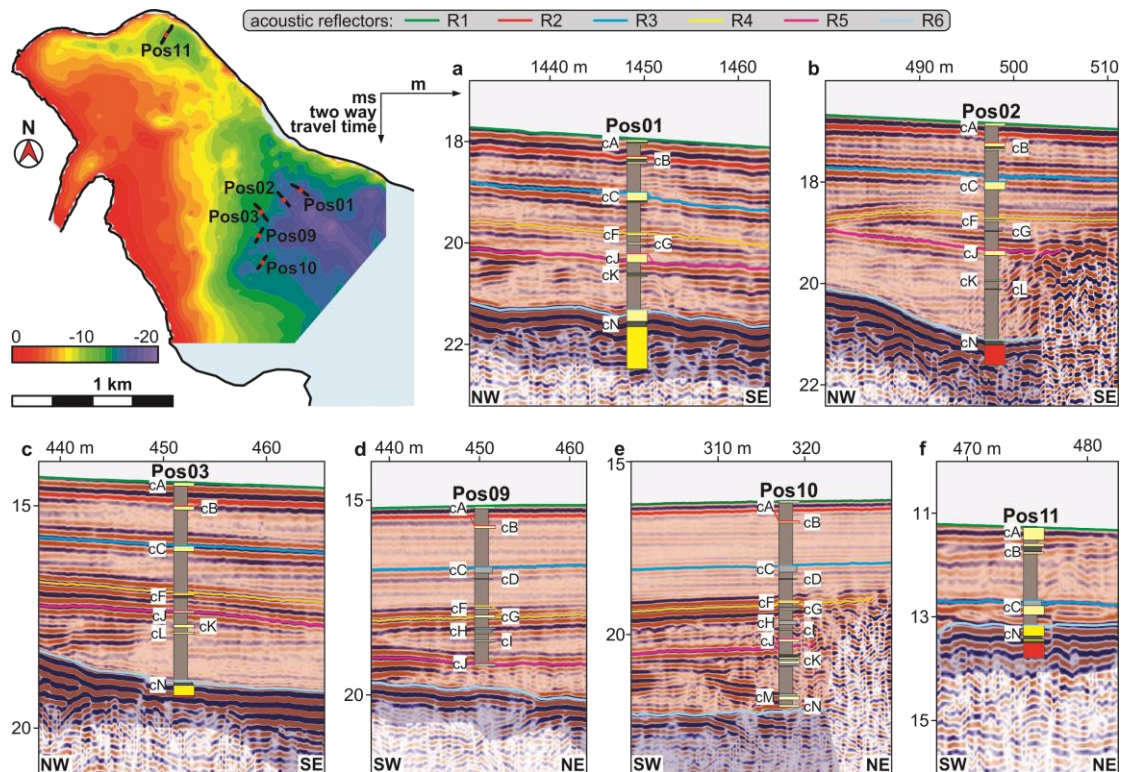 acoustic reflectors: R1 R2 R3 R4 R5 R6
Pos11
N
ms
two way
travel time
m
Pos02
Pos01
Pos03
Pos09
Pos10
0 -10 -20
1 km
a 1440 m 1450 1460
18
20
22
Pos01
cA
cB
cC
cF
cG
cJ
cK
cN
NW SE
b 490 m 500 510
18
20
22
Pos02
cA
cB
cC
cF
cG
cJ
cL
cN
NW SE
c 440 m 450 460
15
20
Pos03
cA
cB
cC
cF
cJ
cK
cL
cN
NW SE
d 440 m 450 460
15
20
Pos09
cA
cB
cC
cD
cF
cG
cH
cI
cJ
SW NE
e 310 m 320
15
20
Pos10
cA
cB
cC
cD
cF
cG
cH
cI
cJ
cK
cM
cN
SW NE
f 470 m 480
11
13
15
Pos11
cA
cB
cC
cN
SW NE